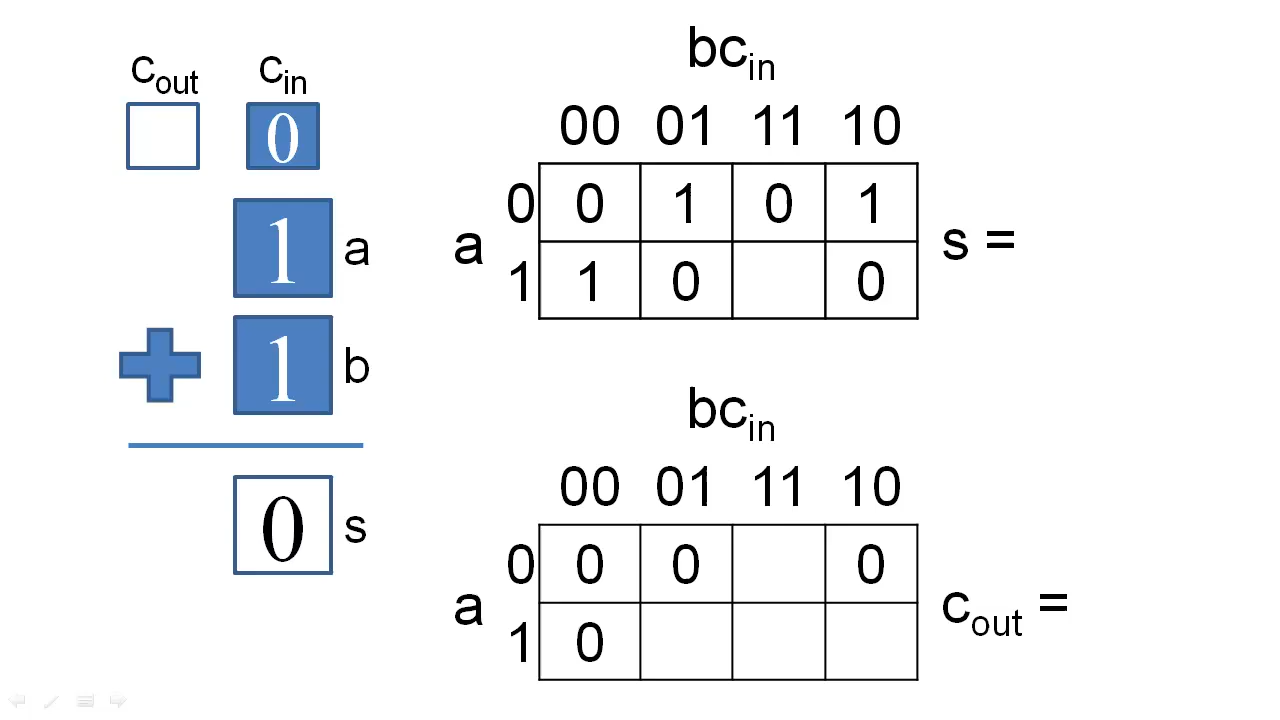 c_out c_in
0
1 a
1 b
0 s
bc_in
00 01 11 10
0 0 1 0 1
a s =
1 1 0 0
bc_in
00 01 11 10
0 0 0 0
a c_out =
1 0